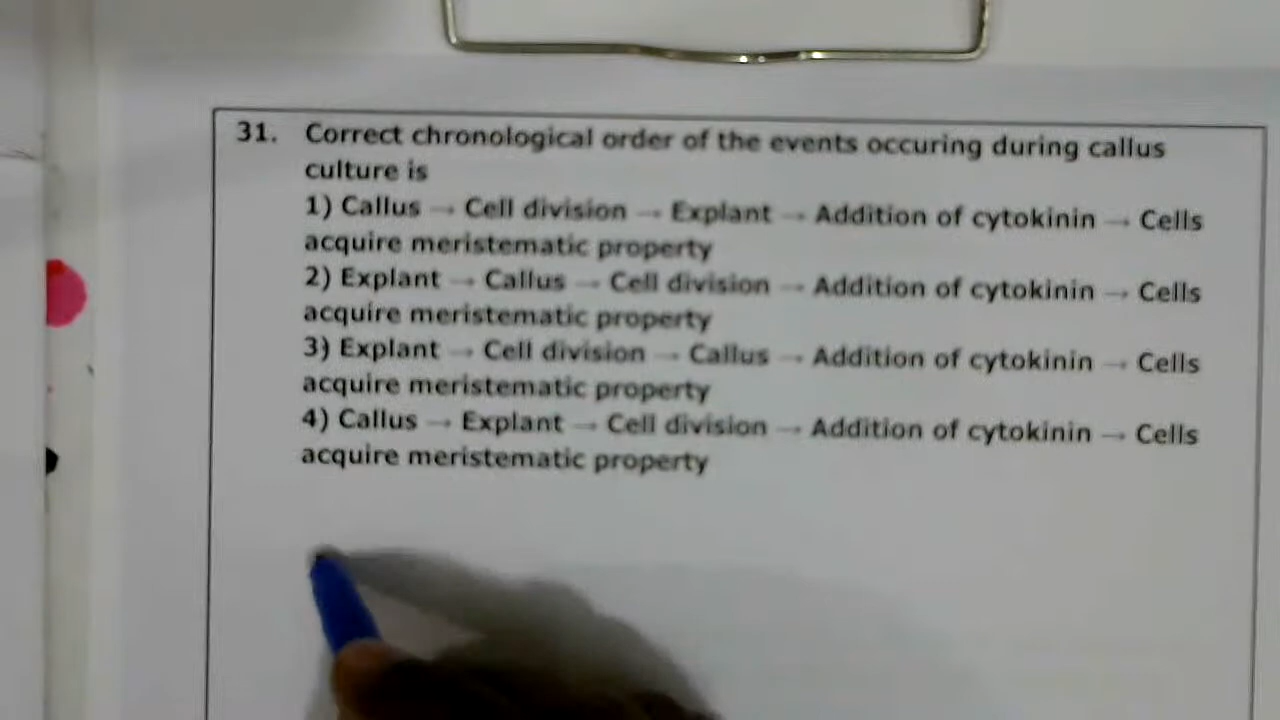 31. Correct chronological order of the events occuring during callus
culture is
1) Callus → Cell division → Explant → Addition of cytokinin → Cells
acquire meristematic property
2) Explant → Callus → Cell division → Addition of cytokinin → Cells
acquire meristematic property
3) Explant → Cell division → Callus → Addition of cytokinin → Cells
acquire meristematic property
4) Callus → Explant → Cell division → Addition of cytokinin → Cells
acquire meristematic property